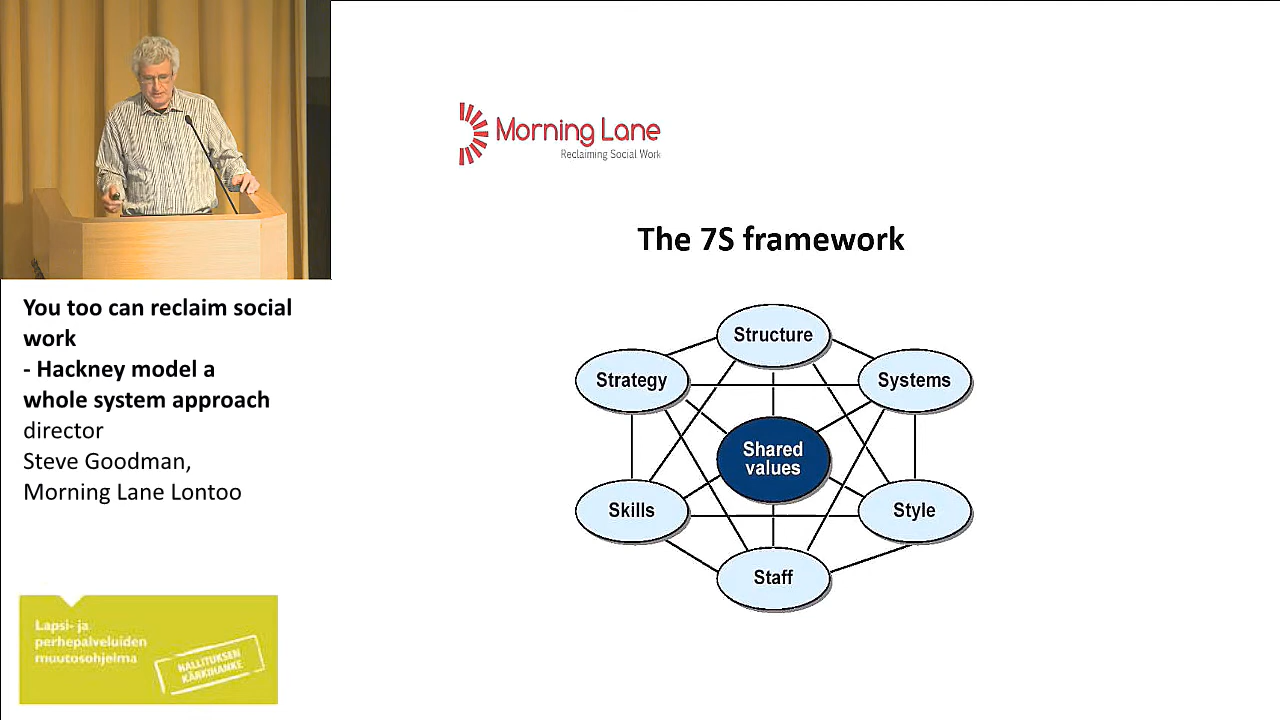 Morning Lane
Reclaiming Social Work
The 7S framework
Structure
Strategy
Systems
Shared
values
Skills
Style
Staff
You too can reclaim social
work
- Hackney model a
whole system approach
director
Steve Goodman,
Morning Lane Lontoo
Lapsi- ja
perhepalveluiden
muutosohjelma
HALLITUKSEN
KÄRKIHANKE